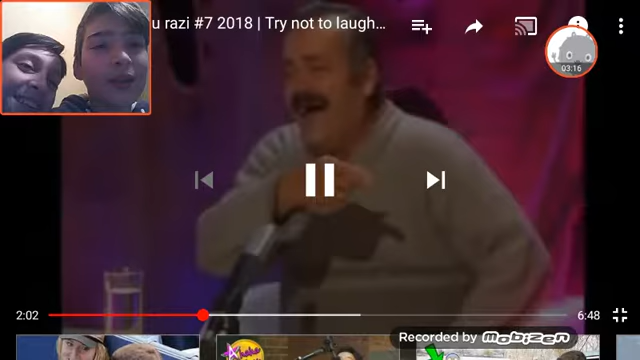 u razi #7 2018 | Try not to laugh...
03:16
2:02
6:48
Recorded by mobizen